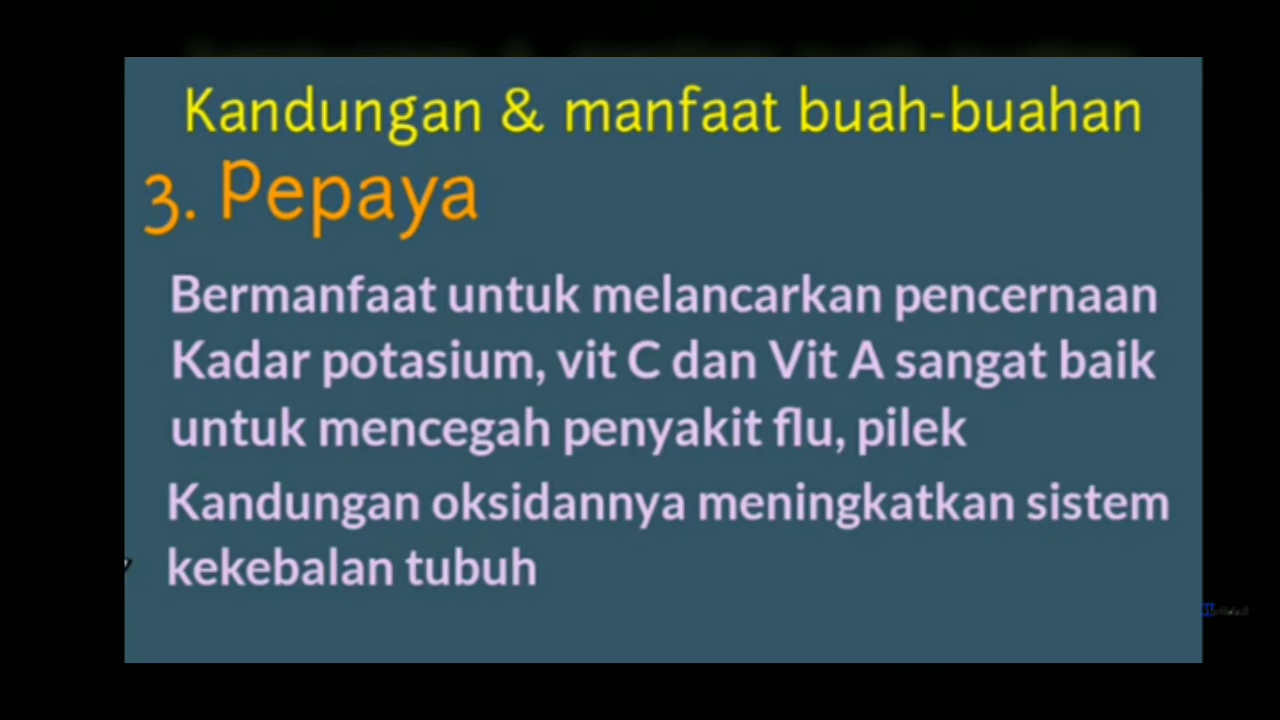 Kandungan & manfaat buah-buahan
3. Pepaya
Bermanfaat untuk melancarkan pencernaan
Kadar potasium, vit C dan Vit A sangat baik
untuk mencegah penyakit flu, pilek
Kandungan oksidannya meningkatkan sistem
kekebalan tubuh